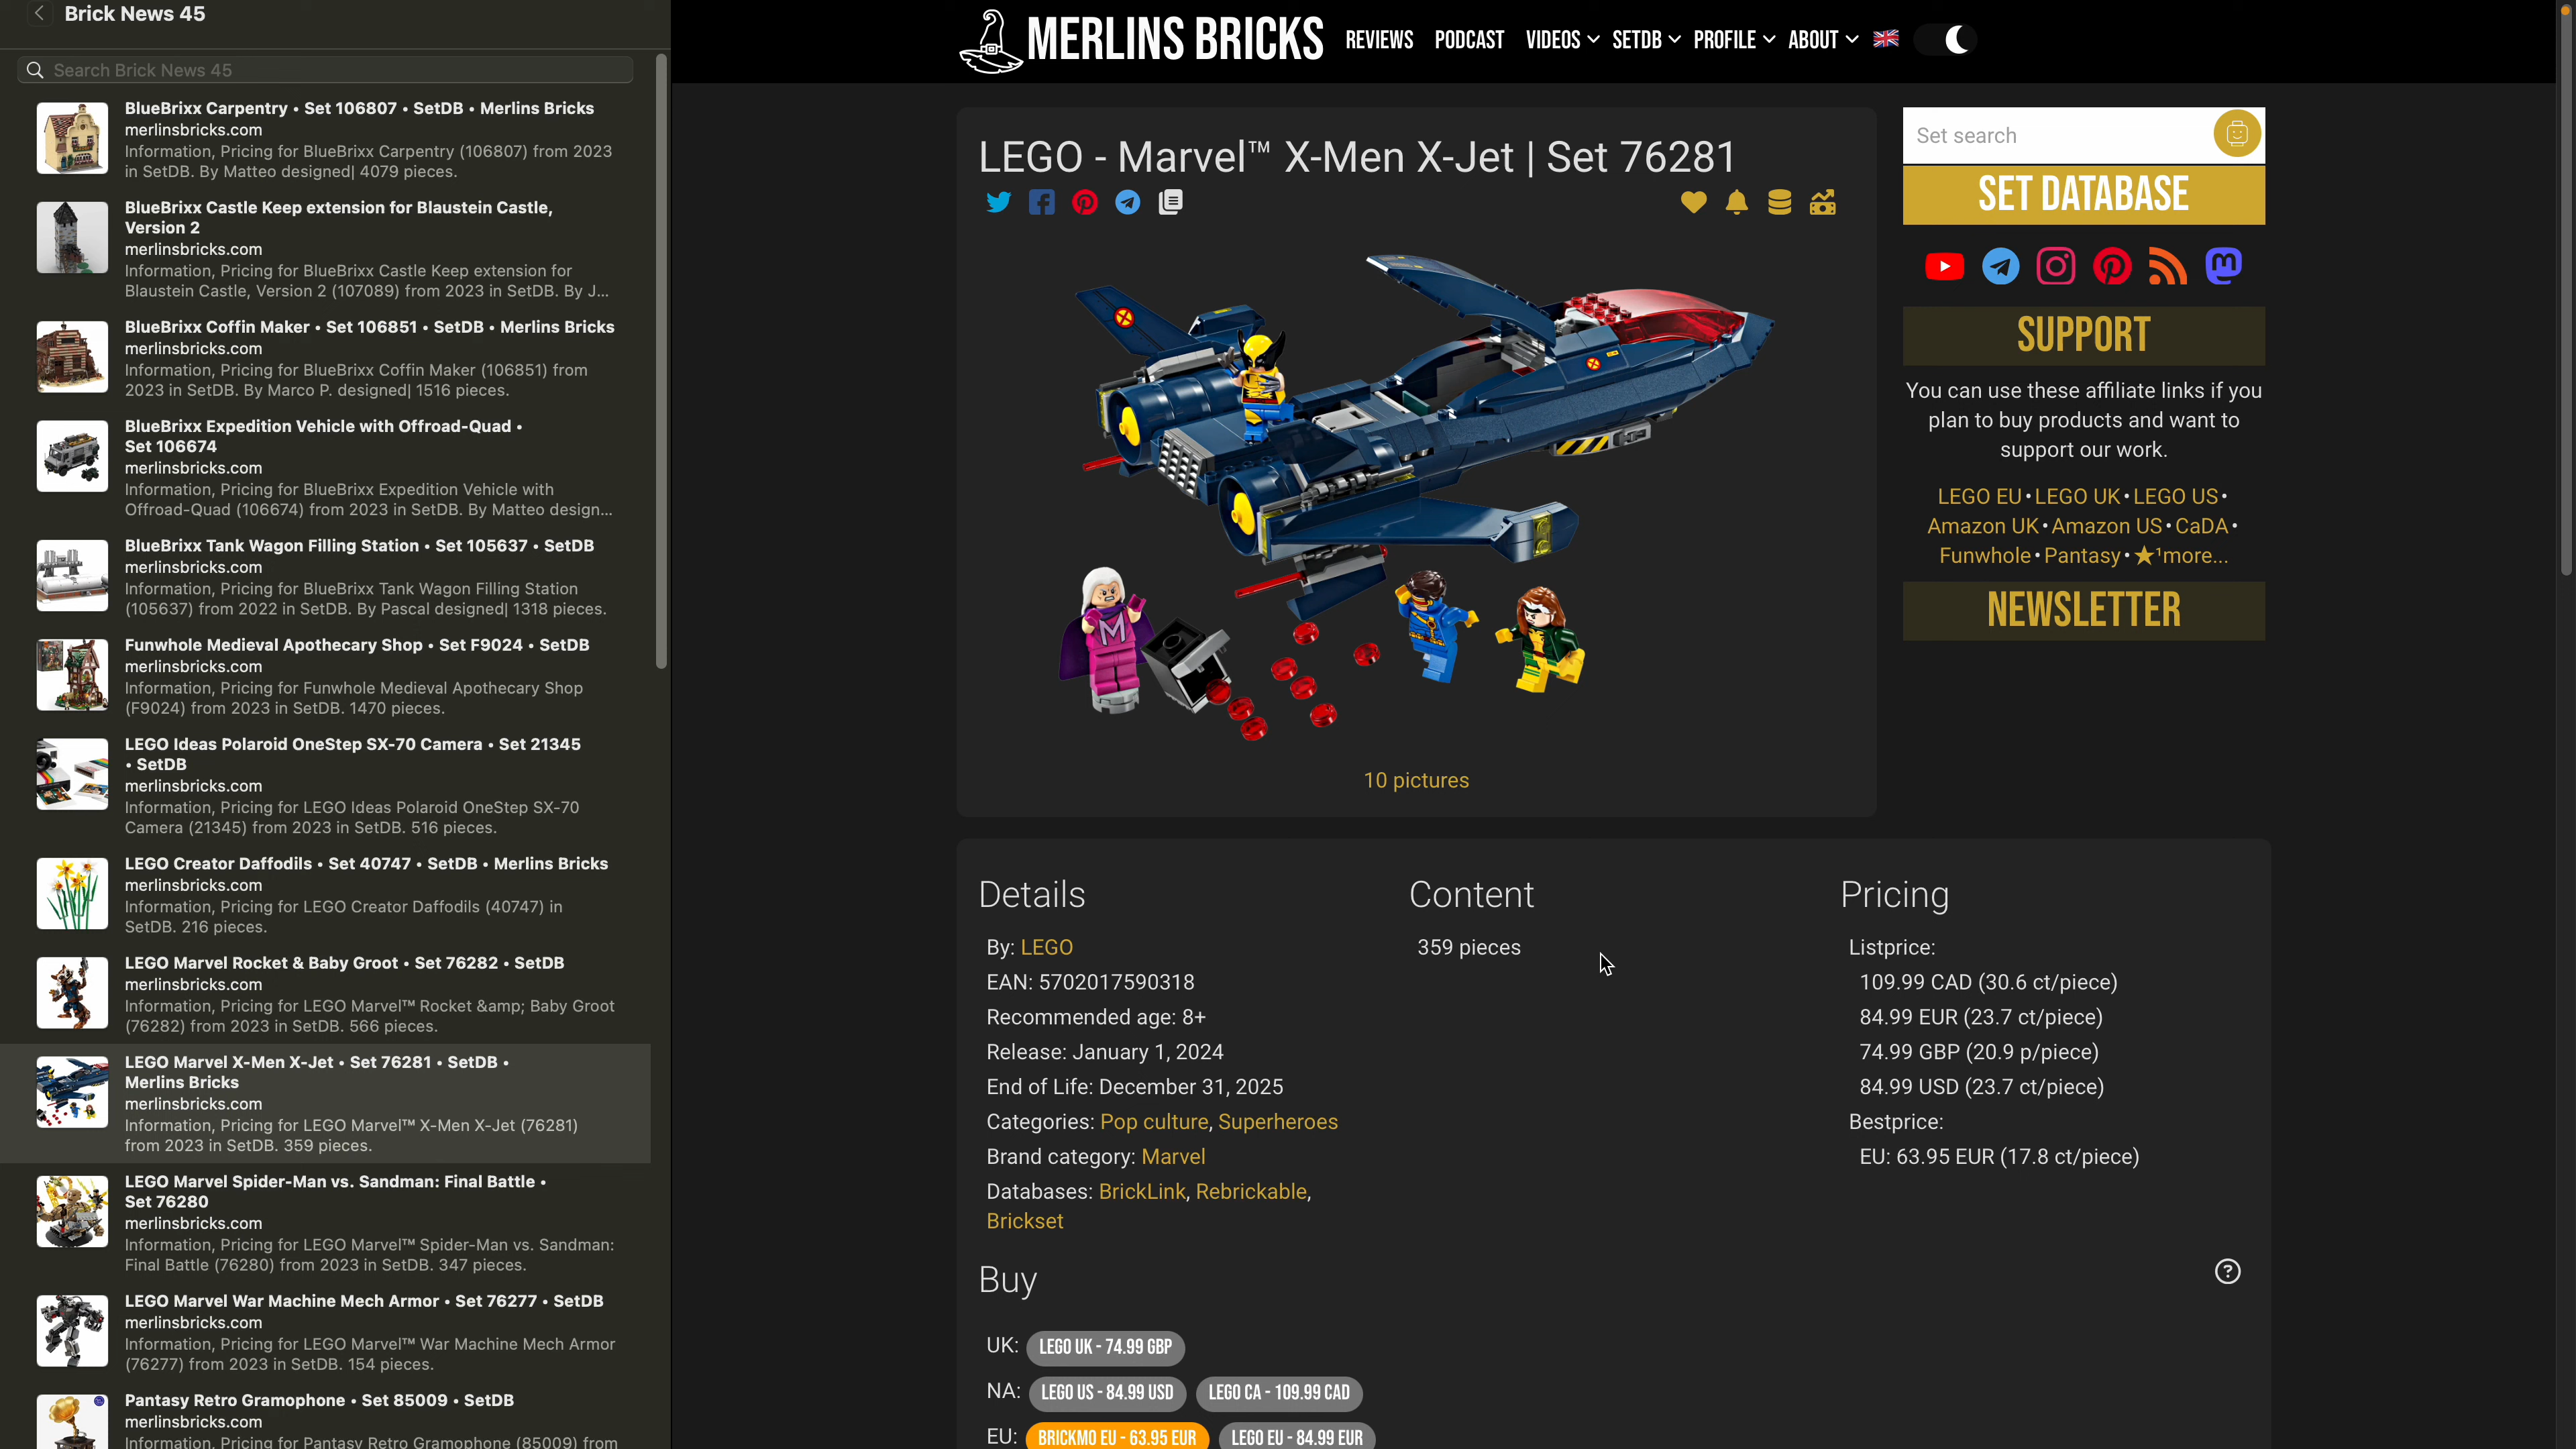 Brick News 45
Search Brick News 45
BlueBrixx Carpentry • Set 106807 • SetDB • Merlins Bricks
merlinsbricks.com
Information, Pricing for BlueBrixx Carpentry (106807) from 2023
in SetDB. By Matteo designed| 4079 pieces.
BlueBrixx Castle Keep extension for Blaustein Castle,
Version 2
merlinsbricks.com
Information, Pricing for BlueBrixx Castle Keep extension for
Blaustein Castle, Version 2 (107089) from 2023 in SetDB. By J...
BlueBrixx Coffin Maker • Set 106851 • SetDB • Merlins Bricks
merlinsbricks.com
Information, Pricing for BlueBrixx Coffin Maker (106851) from
2023 in SetDB. By Marco P. designed| 1516 pieces.
BlueBrixx Expedition Vehicle with Offroad-Quad •
Set 106674
merlinsbricks.com
Information, Pricing for BlueBrixx Expedition Vehicle with
Offroad-Quad (106674) from 2023 in SetDB. By Matteo design...
BlueBrixx Tank Wagon Filling Station • Set 105637 • SetDB
merlinsbricks.com
Information, Pricing for BlueBrixx Tank Wagon Filling Station
(105637) from 2022 in SetDB. By Pascal designed| 1318 pieces.
Funwhole Medieval Apothecary Shop • Set F9024 • SetDB
merlinsbricks.com
Information, Pricing for Funwhole Medieval Apothecary Shop
(F9024) from 2023 in SetDB. 1470 pieces.
LEGO Ideas Polaroid OneStep SX-70 Camera • Set 21345
• SetDB
merlinsbricks.com
Information, Pricing for LEGO Ideas Polaroid OneStep SX-70
Camera (21345) from 2023 in SetDB. 516 pieces.
LEGO Creator Daffodils • Set 40747 • SetDB • Merlins Bricks
merlinsbricks.com
Information, Pricing for LEGO Creator Daffodils (40747) in
SetDB. 216 pieces.
LEGO Marvel Rocket & Baby Groot • Set 76282 • SetDB
merlinsbricks.com
Information, Pricing for LEGO Marvel™ Rocket &amp; Baby Groot
(76282) from 2023 in SetDB. 566 pieces.
LEGO Marvel X-Men X-Jet • Set 76281 • SetDB •
Merlins Bricks
merlinsbricks.com
Information, Pricing for LEGO Marvel™ X-Men X-Jet (76281)
from 2023 in SetDB. 359 pieces.
LEGO Marvel Spider-Man vs. Sandman: Final Battle •
Set 76280
merlinsbricks.com
Information, Pricing for LEGO Marvel™ Spider-Man vs. Sandman:
Final Battle (76280) from 2023 in SetDB. 347 pieces.
LEGO Marvel War Machine Mech Armor • Set 76277 • SetDB
merlinsbricks.com
Information, Pricing for LEGO Marvel™ War Machine Mech Armor
(76277) from 2023 in SetDB. 154 pieces.
Pantasy Retro Gramophone • Set 85009 • SetDB
merlinsbricks.com
Information, Pricing for Pantasy Retro Gramophone (85009) from
MERLINS BRICKS REVIEWS PODCAST VIDEOS SETDB PROFILE ABOUT
LEGO - Marvel™ X-Men X-Jet | Set 76281
M
10 pictures
Set search
SET DATABASE
SUPPORT
You can use these affiliate links if you
plan to buy products and want to
support our work.
LEGO EU • LEGO UK • LEGO US •
Amazon UK • Amazon US • CaDA •
Funwhole • Pantasy • ★¹more...
NEWSLETTER
Details
By: LEGO
EAN: 5702017590318
Recommended age: 8+
Release: January 1, 2024
End of Life: December 31, 2025
Categories: Pop culture, Superheroes
Brand category: Marvel
Databases: BrickLink, Rebrickable,
Brickset
Content
359 pieces
Pricing
Listprice:
109.99 CAD (30.6 ct/piece)
84.99 EUR (23.7 ct/piece)
74.99 GBP (20.9 p/piece)
84.99 USD (23.7 ct/piece)
Bestprice:
EU: 63.95 EUR (17.8 ct/piece)
Buy
?
UK: LEGO UK - 74.99 GBP
NA: LEGO US - 84.99 USD LEGO CA - 109.99 CAD
EU: BRICKMO EU - 63.95 EUR LEGO EU - 84.99 EUR